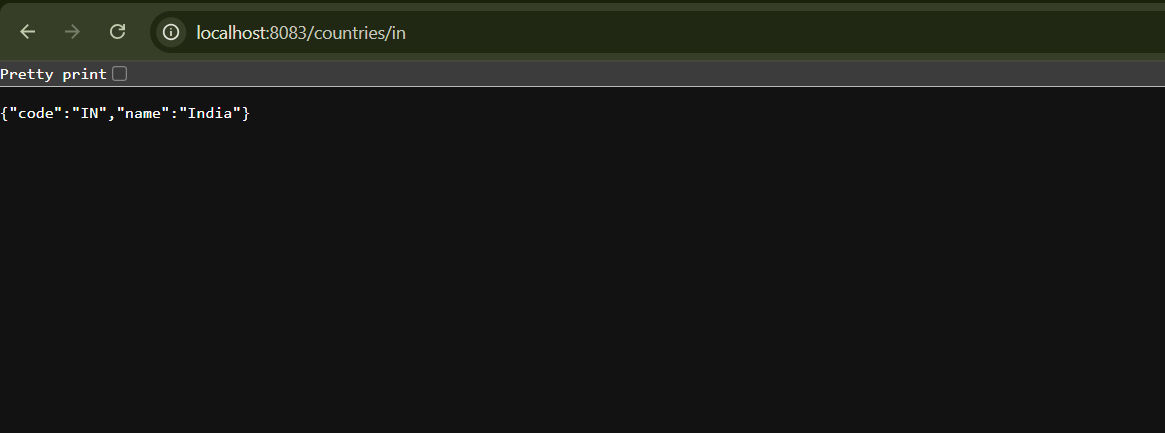 localhost:8083/countries/in
Pretty print
{"code":"IN","name":"India"}